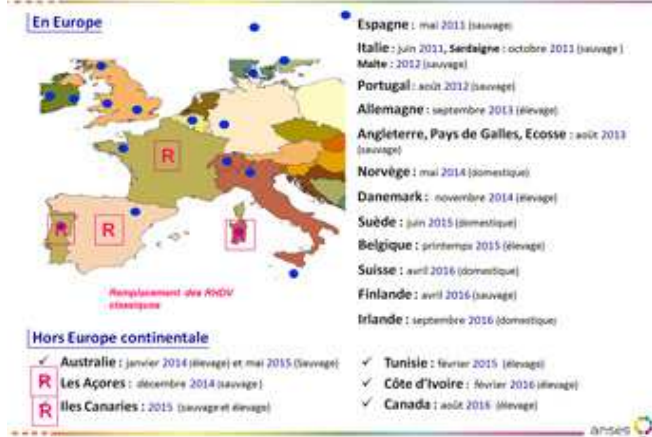 En Europe
R
R
R
R
Remplacement des RHDV
classiques
Espagne : mai 2011 (sauvage)
Italie : juin 2011, Sardaigne : octobre 2011 (sauvage)
Malte : 2012 (sauvage)
Portugal : août 2012 (sauvage)
Allemagne : septembre 2013 (élevage)
Angleterre, Pays de Galles, Ecosse : août 2013
(sauvage)
Norvège : mai 2014 (domestique)
Danemark : novembre 2014 (élevage)
Suède : juin 2015 (domestique)
Belgique : printemps 2015 (élevage)
Suisse : avril 2016 (domestique)
Finlande : avril 2016 (sauvage)
Irlande : septembre 2016 (domestique)
Hors Europe continentale
✓ Australie : janvier 2014 (élevage) et mai 2015 (Sauvage)
R Les Açores : décembre 2014 (sauvage)
R Iles Canaries : 2015 (sauvage et élevage)
✓ Tunisie : février 2015 (élevage)
✓ Côte d'Ivoire : février 2016 (élevage)
✓ Canada : août 2016 (élevage)
anses